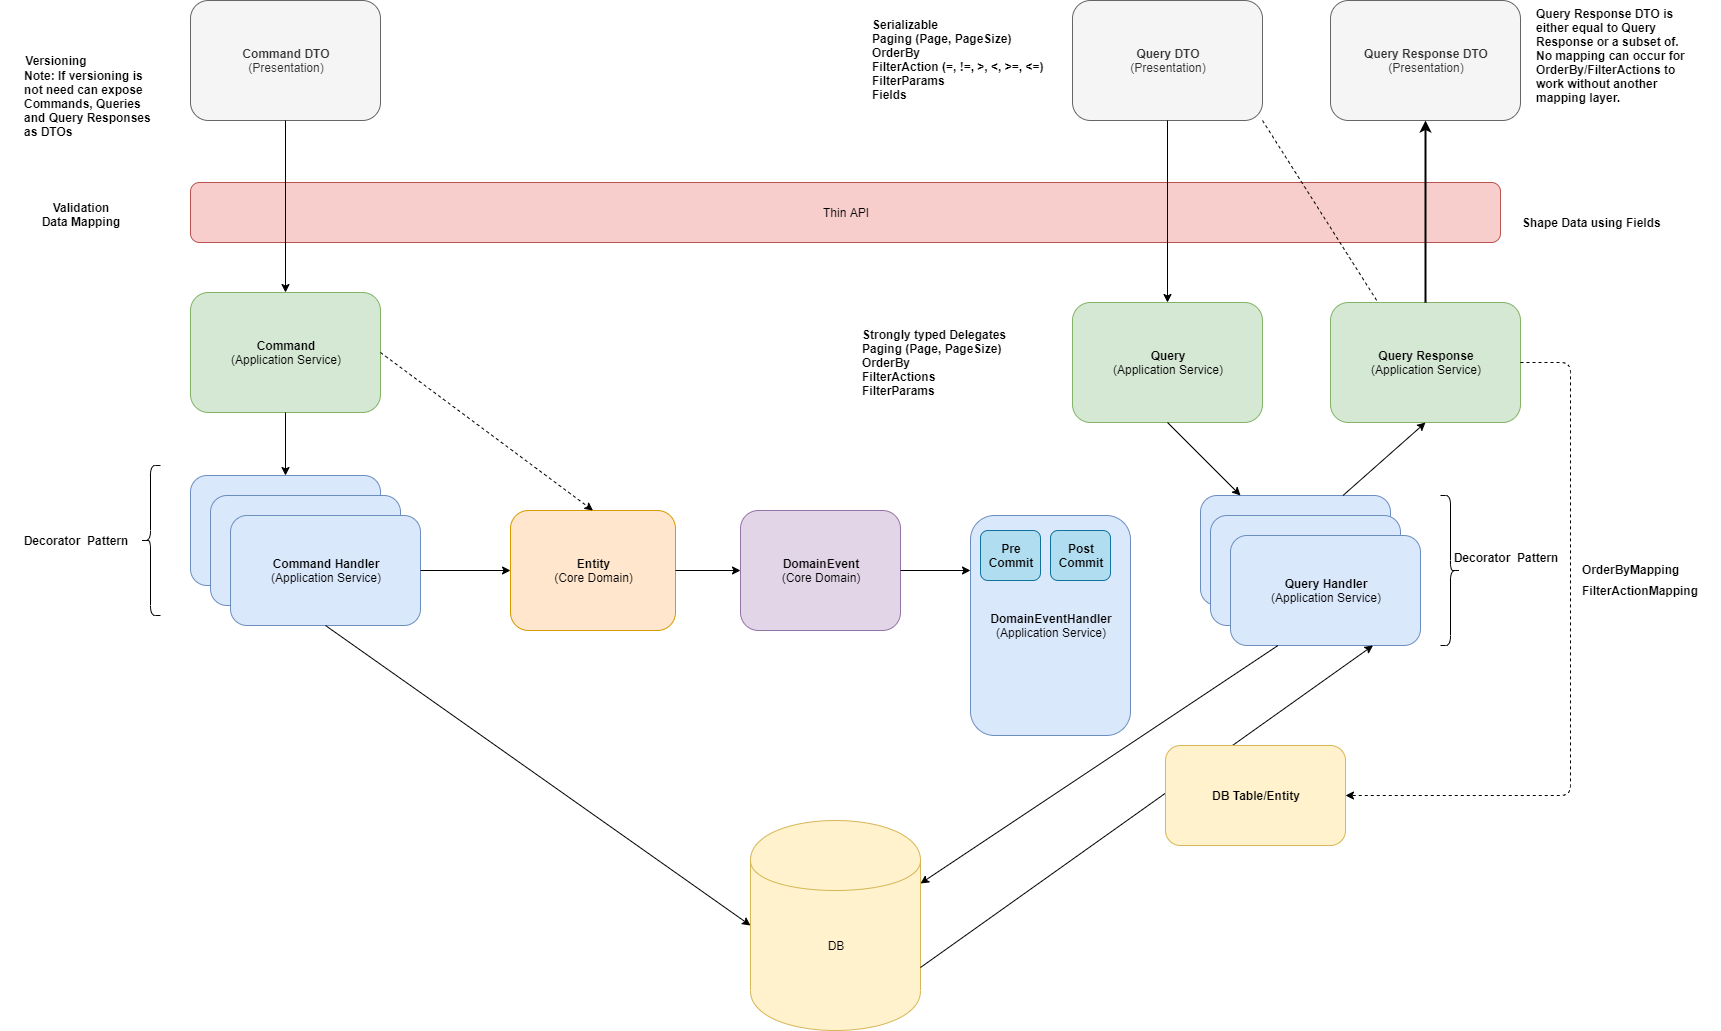 Versioning
Note: If versioning is
not need can expose
Commands, Queries
and Query Responses
as DTOs
Command DTO
(Presentation)
Serializable
Paging (Page, PageSize)
OrderBy
FilterAction (=, !=, >, <, >=, <=)
FilterParams
Fields
Query DTO
(Presentation)
Query Response DTO
(Presentation)
Query Response DTO is
either equal to Query
Response or a subset of.
No mapping can occur for
OrderBy/FilterActions to
work without another
mapping layer.
Validation
Data Mapping
Thin API
Shape Data using Fields
Command
(Application Service)
Strongly typed Delegates
Paging (Page, PageSize)
OrderBy
FilterActions
FilterParams
Query
(Application Service)
Query Response
(Application Service)
Decorator Pattern
Command Handler
(Application Service)
Entity
(Core Domain)
DomainEvent
(Core Domain)
Pre
Commit
Post
Commit
DomainEventHandler
(Application Service)
Query Handler
(Application Service)
Decorator Pattern
OrderByMapping
FilterActionMapping
DB Table/Entity
DB